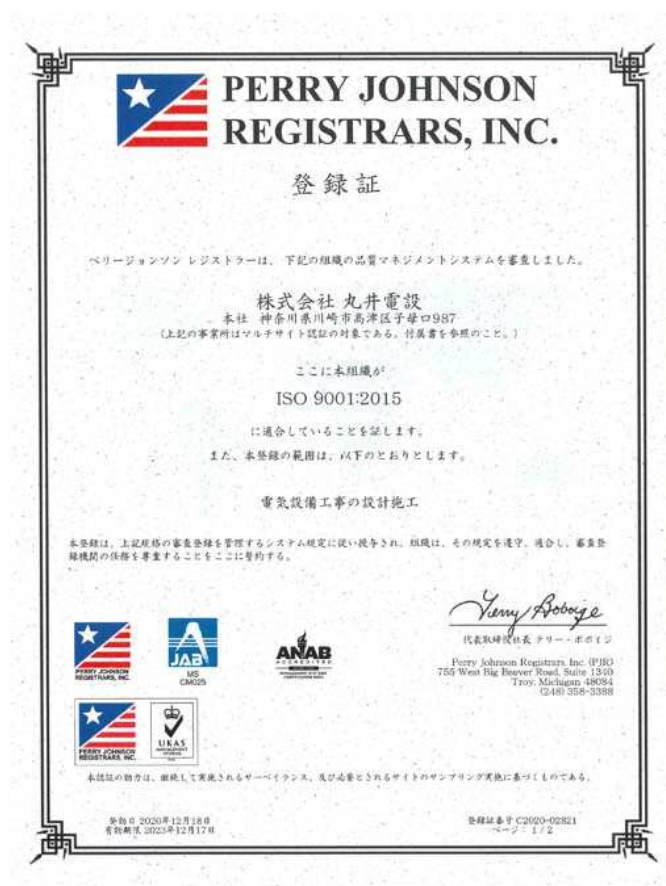 PERRY JOHNSON
REGISTRARS, INC.
登録証
ペリージョンソン レジストラーは、下記の組織の品質マネジメントシステムを審査しました。
株式会社 丸井電設
本社 神奈川県川崎市高津区子母口987
(上記の事業所はマルチサイト認証の対象である。付属書を参照のこと。)
ここに本組織が
ISO 9001:2015
に適合していることを証します。
また、本登録の範囲は、以下のとおりとします。
電気設備工事の設計施工
本登録は、上記規格の審査登録を管理するシステム規定に従い授与され、組織は、その規定を遵守、適合し、審査登
録機関の任務を尊重することをここに誓約する。
Terry Boboige
代表取締役社長 テリー・ボボイジ
Perry Johnson Registrars, Inc. (PJR)
755 West Big Beaver Road, Suite 1340
Troy, Michigan 48084
(248) 358-3388
PERRY JOHNSON
REGISTRARS, INC.
JAB
MS
CM025
ANAB
ACCREDITED
PERRY JOHNSON
REGISTRARS, INC.
UKAS
MANAGEMENT
SYSTEMS
本認証の効力は、継続して実施されるサーベイランス、及び必要とされるサイトのサンプリング実施に基づくものである。
発効日 2020年12月18日
有効期限 2023年12月17日
登録証番号 C2020-02821
ページ: 1 / 2